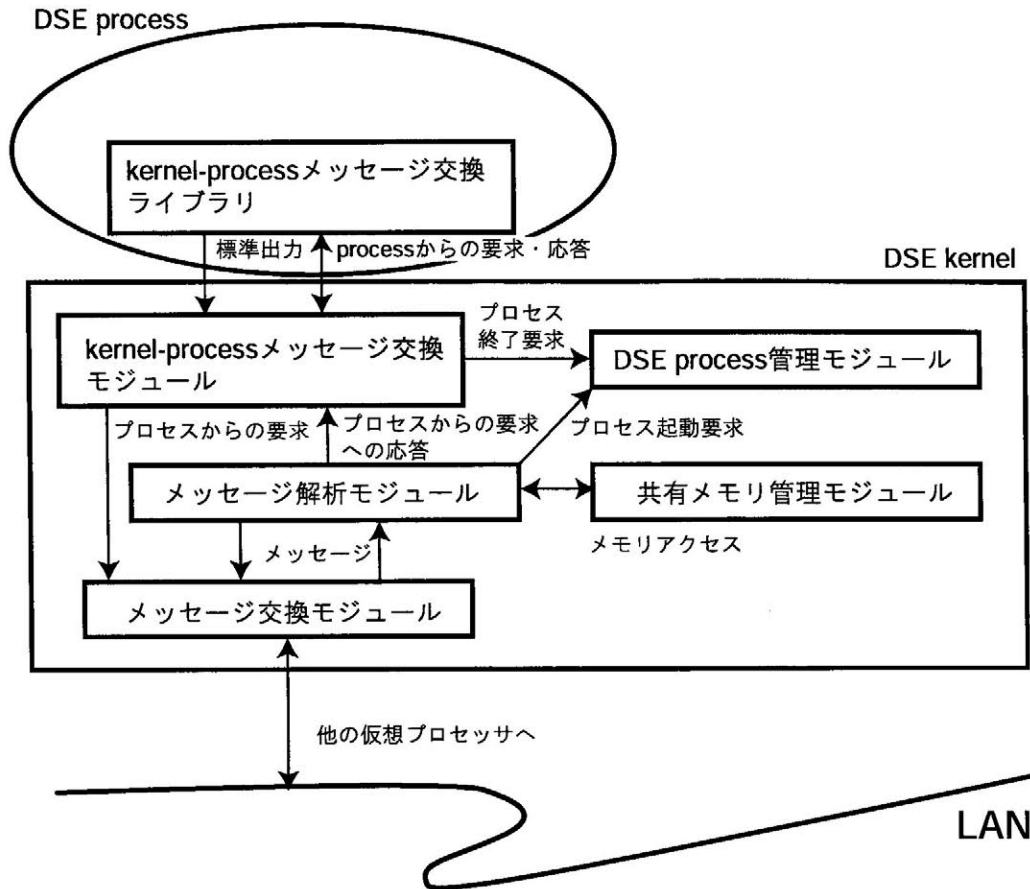 DSE process
kernel-processメッセージ交換
ライブラリ
標準出力
processからの要求・応答
DSE kernel
kernel-processメッセージ交換
モジュール
プロセス
終了要求
DSE process管理モジュール
プロセスからの要求
プロセスからの要求
への応答
プロセス起動要求
メッセージ解析モジュール
共有メモリ管理モジュール
メモリアクセス
メッセージ
メッセージ交換モジュール
他の仮想プロセッサへ
LAN